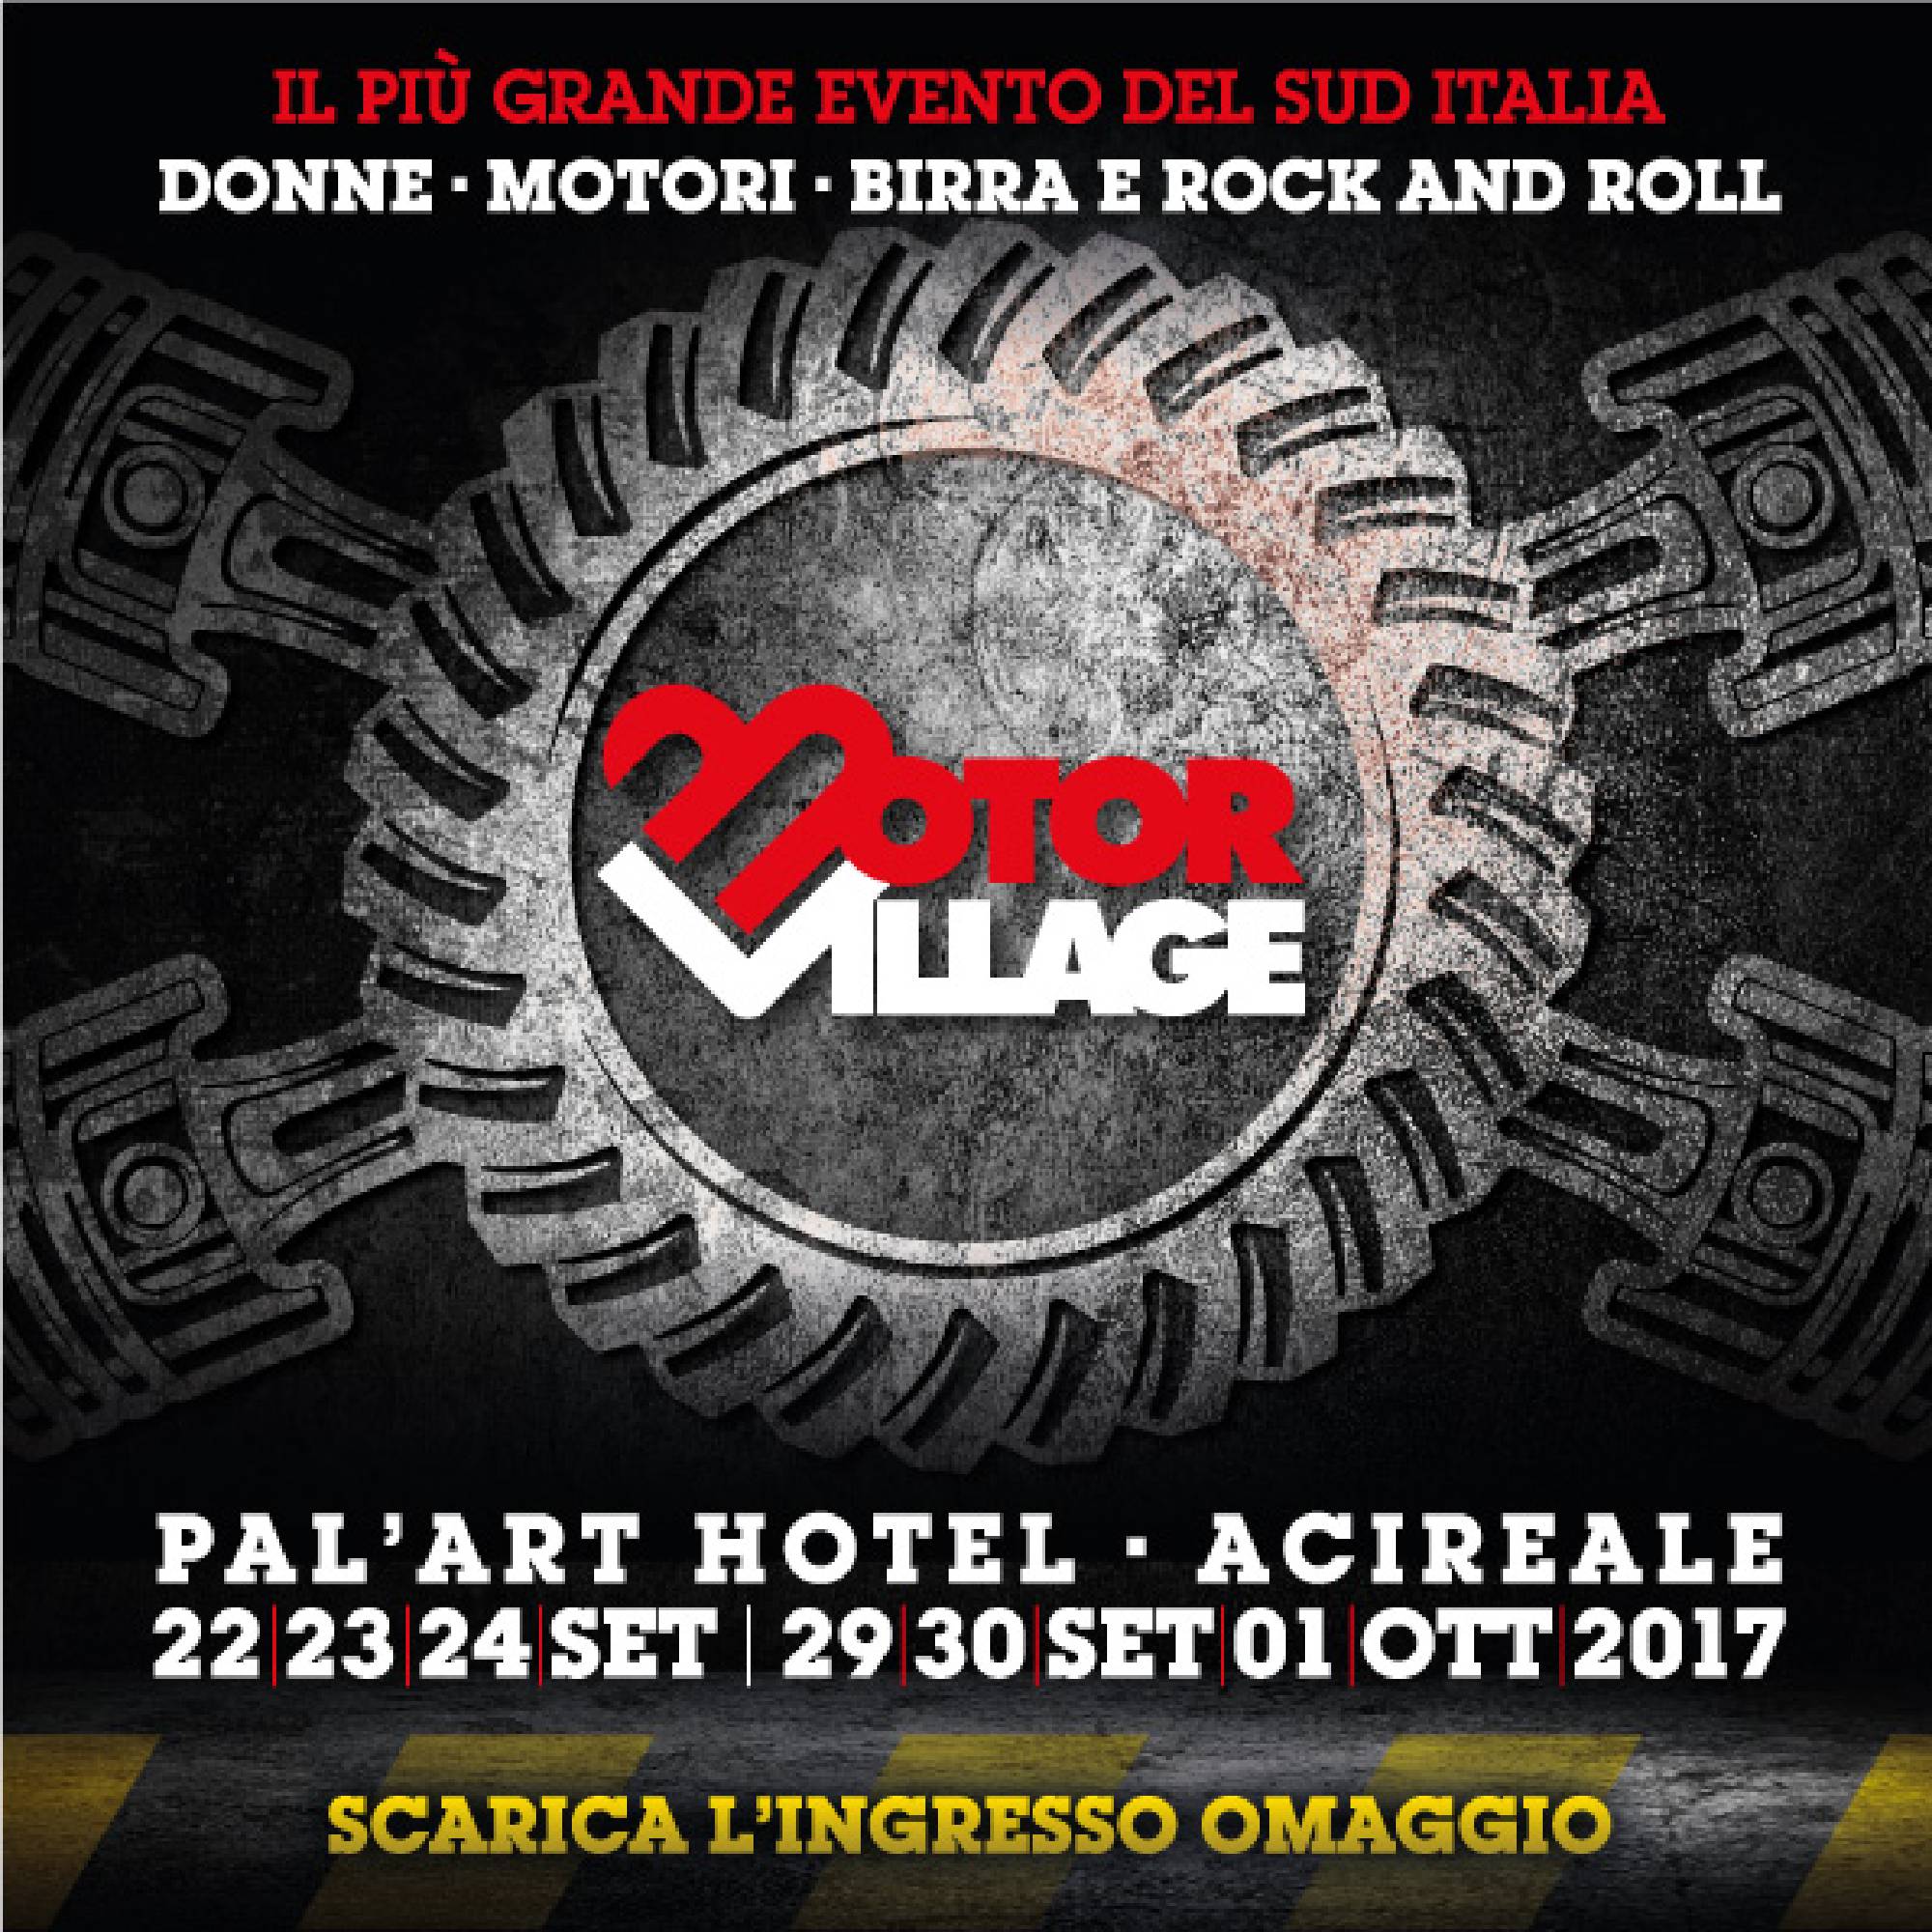 IL PIÙ GRANDE EVENTO DEL SUD ITALIA
DONNE · MOTORI · BIRRA E ROCK AND ROLL
MOTOR
VILLAGE
PAL'ART HOTEL · ACIREALE
22|23|24|SET | 29|30|SET|01|OTT|2017
SCARICA L'INGRESSO OMAGGIO